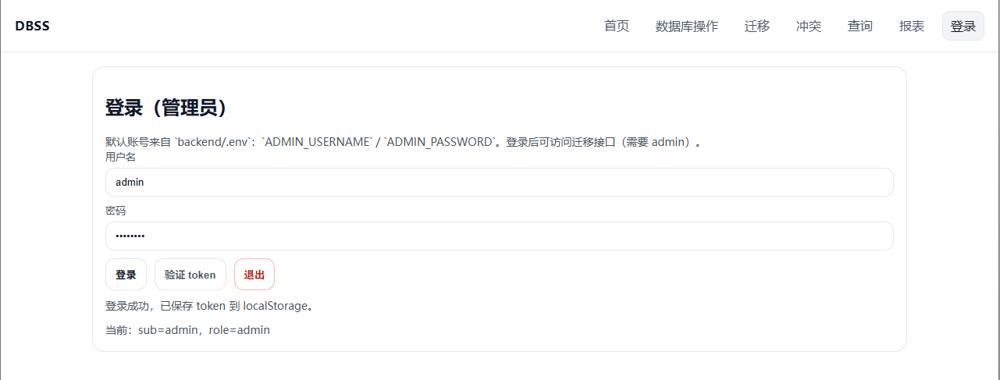 DBSS
首页 数据库操作 迁移 冲突 查询 报表 登录
登录（管理员）
默认账号来自 `backend/.env`：`ADMIN_USERNAME` / `ADMIN_PASSWORD`。登录后可访问迁移接口（需要 admin）。
用户名
admin
密码
••••••••
登录 验证 token 退出
登录成功，已保存 token 到 localStorage。
当前：sub=admin，role=admin